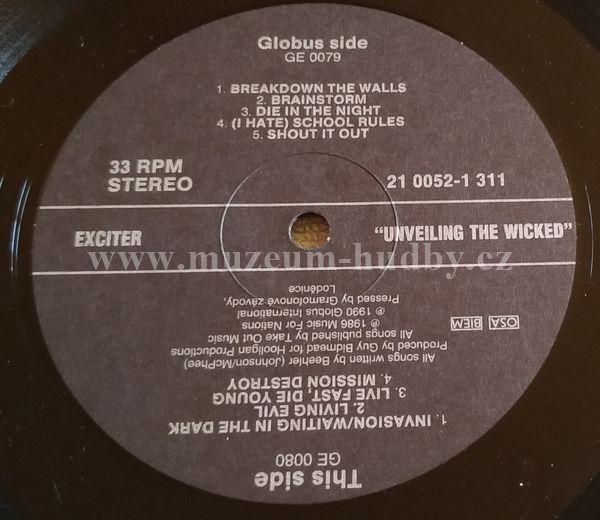 Globus side
GE 0079
1. BREAKDOWN THE WALLS
2. BRAINSTORM
3. DIE IN THE NIGHT
4. (I HATE) SCHOOL RULES
5. SHOUT IT OUT
33 RPM
STEREO
21 0052-1 311
EXCITER
"UNVEILING THE WICKED"
www.muzeum-hudby.cz
This side
GE 0080
1. INVASION/WAITING IN THE DARK
2. LIVING EVIL
3. LIVE FAST, DIE YOUNG
4. MISSION DESTROY
All songs written by Beehler (Johnson/McPhee)
Produced by Guy Bidmead for Hooligan Productions
All songs published by Take Out Music
℗ 1986 Music For Nations
℗ 1990 Globus International
Pressed by Gramofonové závody,
Loděnice
OSA BIEM